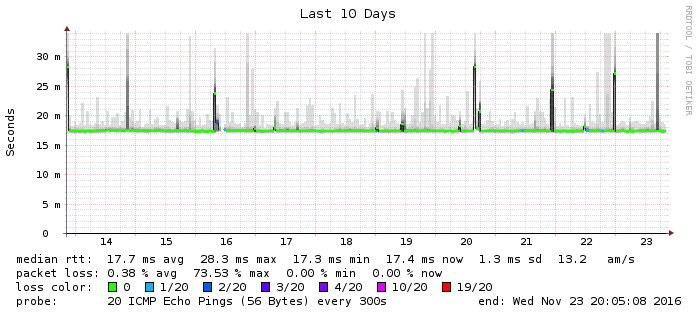 Last 10 Days
RRDTOOL / TOBI OETIKER
Seconds
30 m
25 m
20 m
15 m
10 m
5 m
0
14 15 16 17 18 19 20 21 22 23
median rtt: 17.7 ms avg 28.3 ms max 17.3 ms min 17.4 ms now 1.3 ms sd 13.2 am/s
packet loss: 0.38 % avg 73.53 % max 0.00 % min 0.00 % now
loss color: 0 1/20 2/20 3/20 4/20 10/20 19/20
probe: 20 ICMP Echo Pings (56 Bytes) every 300s end: Wed Nov 23 20:05:08 2016